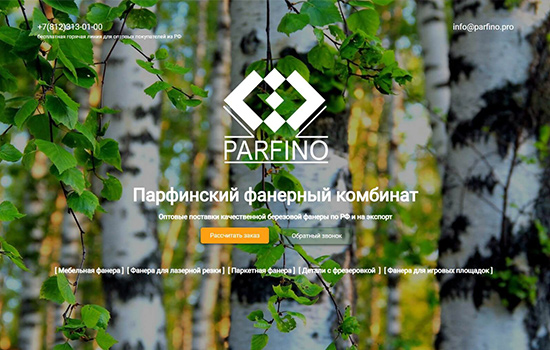 +7(812)313-01-00
бесплатная горячая линия для оптовых покупателей из РФ
info@parfino.pro
PARFINO
Парфинский фанерный комбинат
Оптовые поставки качественной березовой фанеры по РФ и на экспорт
Рассчитать заказ Обратный звонок
[ Мебельная фанера ] [ Фанера для лазерной резки ] [ Паркетная фанера ] [ Детали с фрезеровкой ] [ Фанера для игровых площадок ]